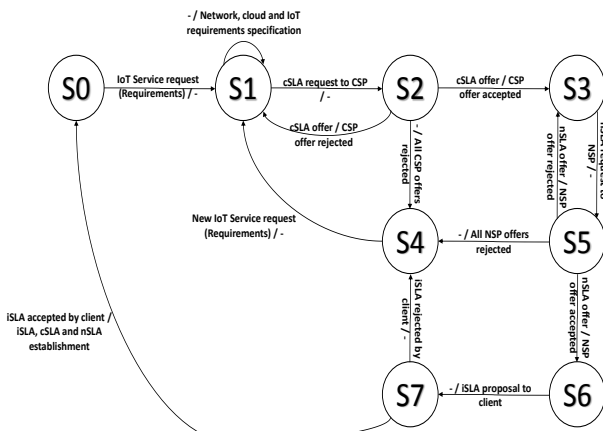 - / Network, cloud and IoT
requirements specification
S0
IoT Service request
(Requirements) / -
S1
cSLA request to CSP
/ -
S2
cSLA offer / CSP
offer accepted
S3
cSLA offer / CSP
offer rejected
- / All CSP offers
rejected
nSLA offer / NSP
offer rejected
nSLA request to
NSP / -
New IoT Service request
(Requirements) / -
S4
- / All NSP offers
rejected
S5
iSLA accepted by client /
iSLA, cSLA and nSLA
establishment
iSLA rejected by
client / -
nSLA offer / NSP
offer accepted
S7
- / iSLA proposal to
client
S6